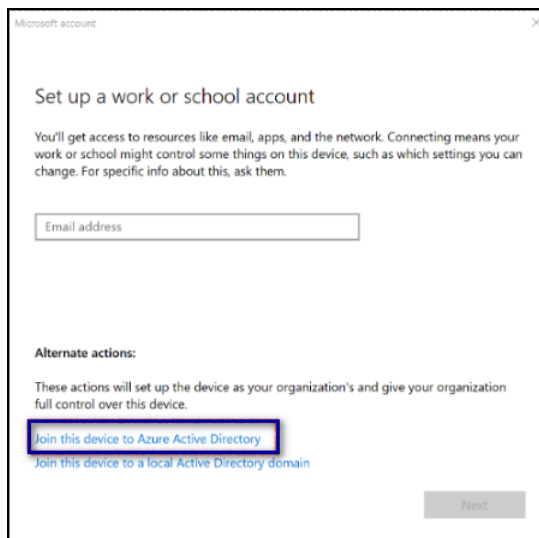 Microsoft account
Set up a work or school account
You'll get access to resources like email, apps, and the network. Connecting means your
work or school might control some things on this device, such as which settings you can
change. For specific info about this, ask them.
Email address
Alternate actions:
These actions will set up the device as your organization's and give your organization
full control over this device.
Join this device to Azure Active Directory
Join this device to a local Active Directory domain
Next